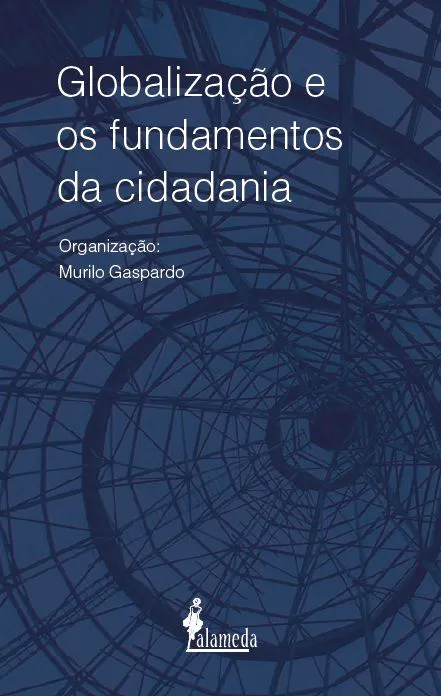 Globalização e
os fundamentos
da cidadania
Organização:
Murilo Gaspardo
alameda